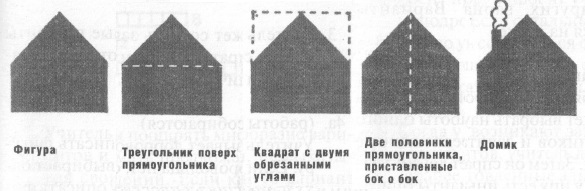 Фигура
Треугольник поверх
прямоугольника
Квадрат с двумя
обрезанными
углами
Две половинки
прямоугольника,
приставленные
бок о бок
Домик